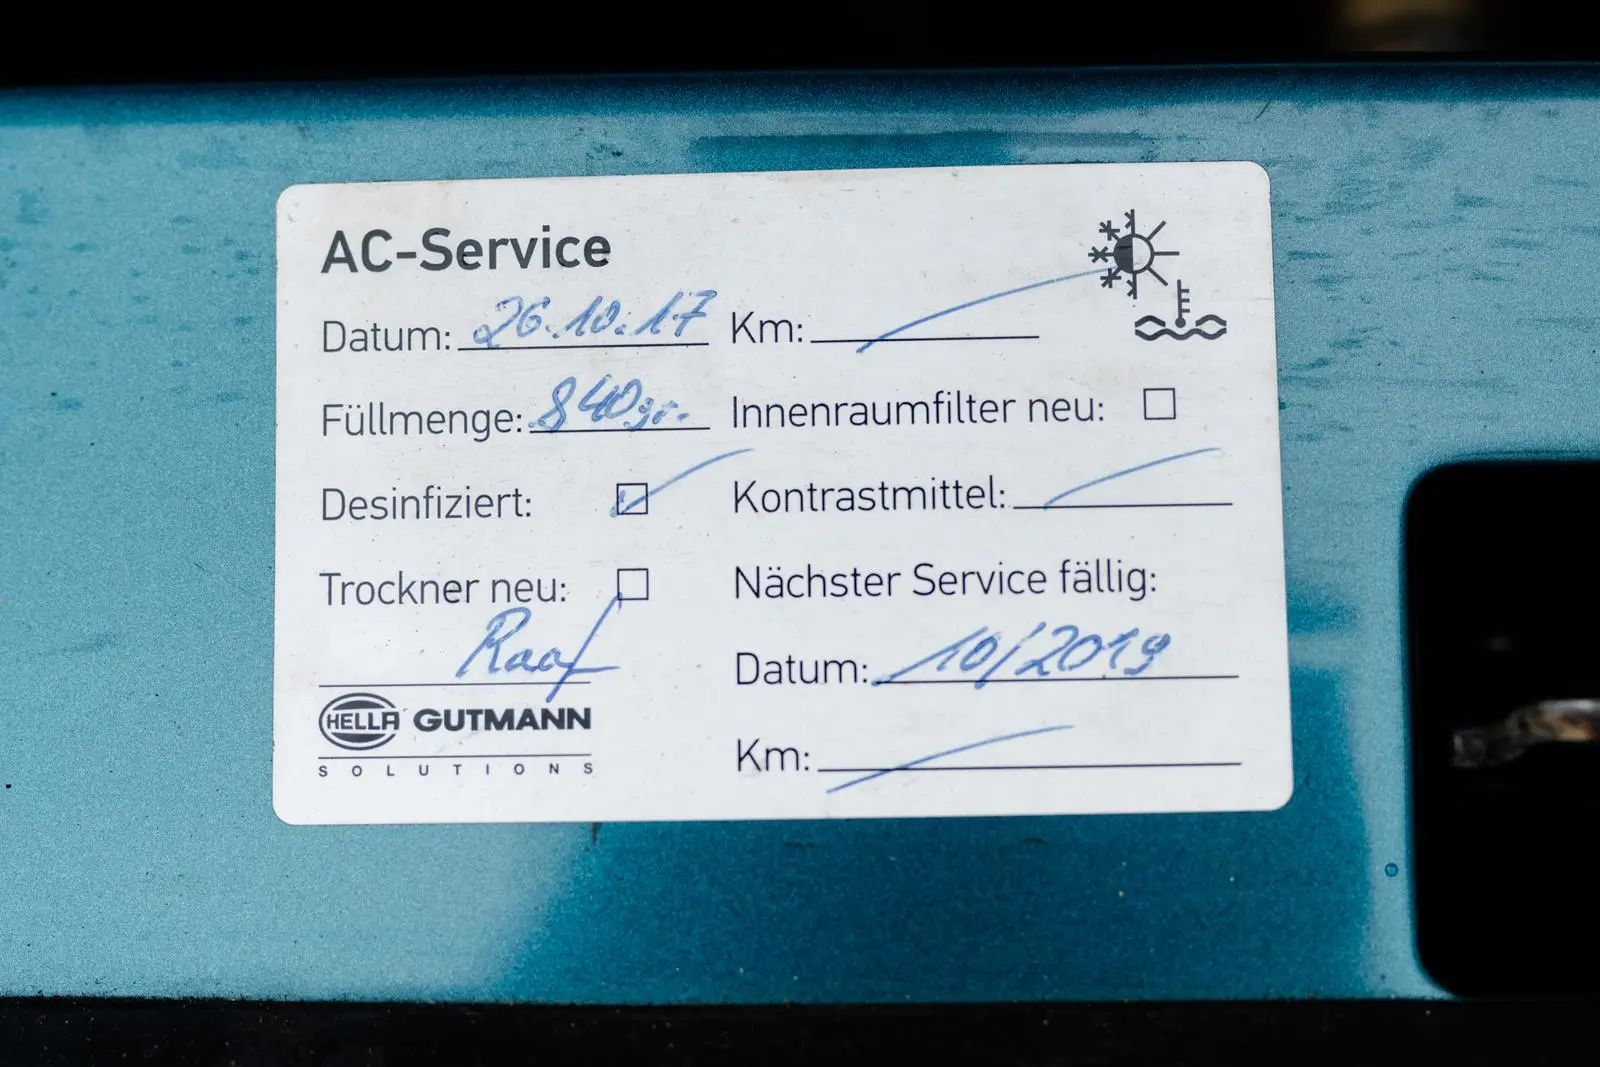 AC-Service
Datum: 26.10.17 Km:
Füllmenge: 840gr. Innenraumfilter neu: ☐
Desinfiziert: ☑ Kontrastmittel:
Trockner neu: ☐ Nächster Service fällig:
Raaf
Datum: 10/2019
HELLA GUTMANN
SOLUTIONS
Km: